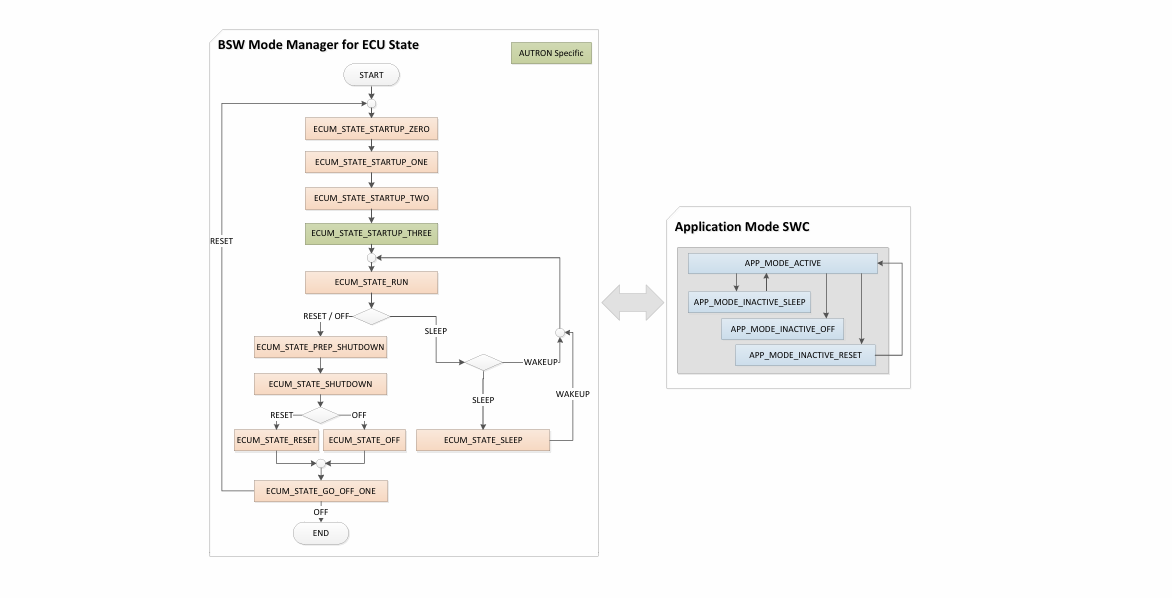 BSW Mode Manager for ECU State
AUTRON Specific
START
ECUM_STATE_STARTUP_ZERO
ECUM_STATE_STARTUP_ONE
ECUM_STATE_STARTUP_TWO
ECUM_STATE_STARTUP_THREE
RESET
ECUM_STATE_RUN
RESET / OFF
SLEEP
ECUM_STATE_PREP_SHUTDOWN
WAKEUP
ECUM_STATE_SHUTDOWN
WAKEUP
SLEEP
RESET
OFF
ECUM_STATE_RESET
ECUM_STATE_OFF
ECUM_STATE_SLEEP
ECUM_STATE_GO_OFF_ONE
OFF
END
Application Mode SWC
APP_MODE_ACTIVE
APP_MODE_INACTIVE_SLEEP
APP_MODE_INACTIVE_OFF
APP_MODE_INACTIVE_RESET